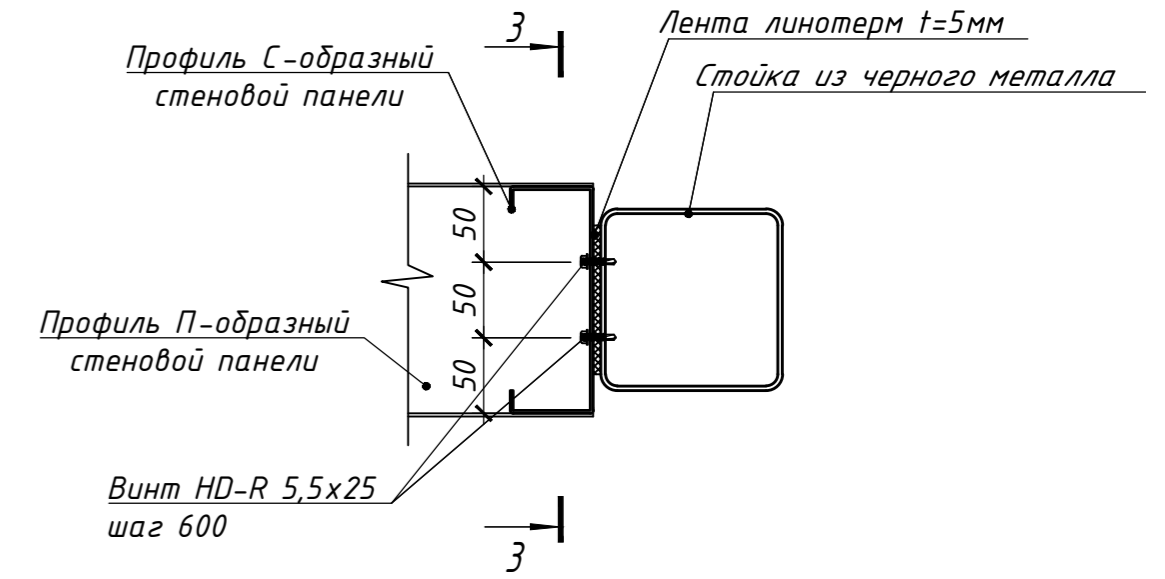 3
Лента линотерм t=5мм
Профиль С-образный
стеновой панели
Стойка из черного металла
50
50
50
Профиль П-образный
стеновой панели
Винт HD-R 5,5х25
шаг 600
3